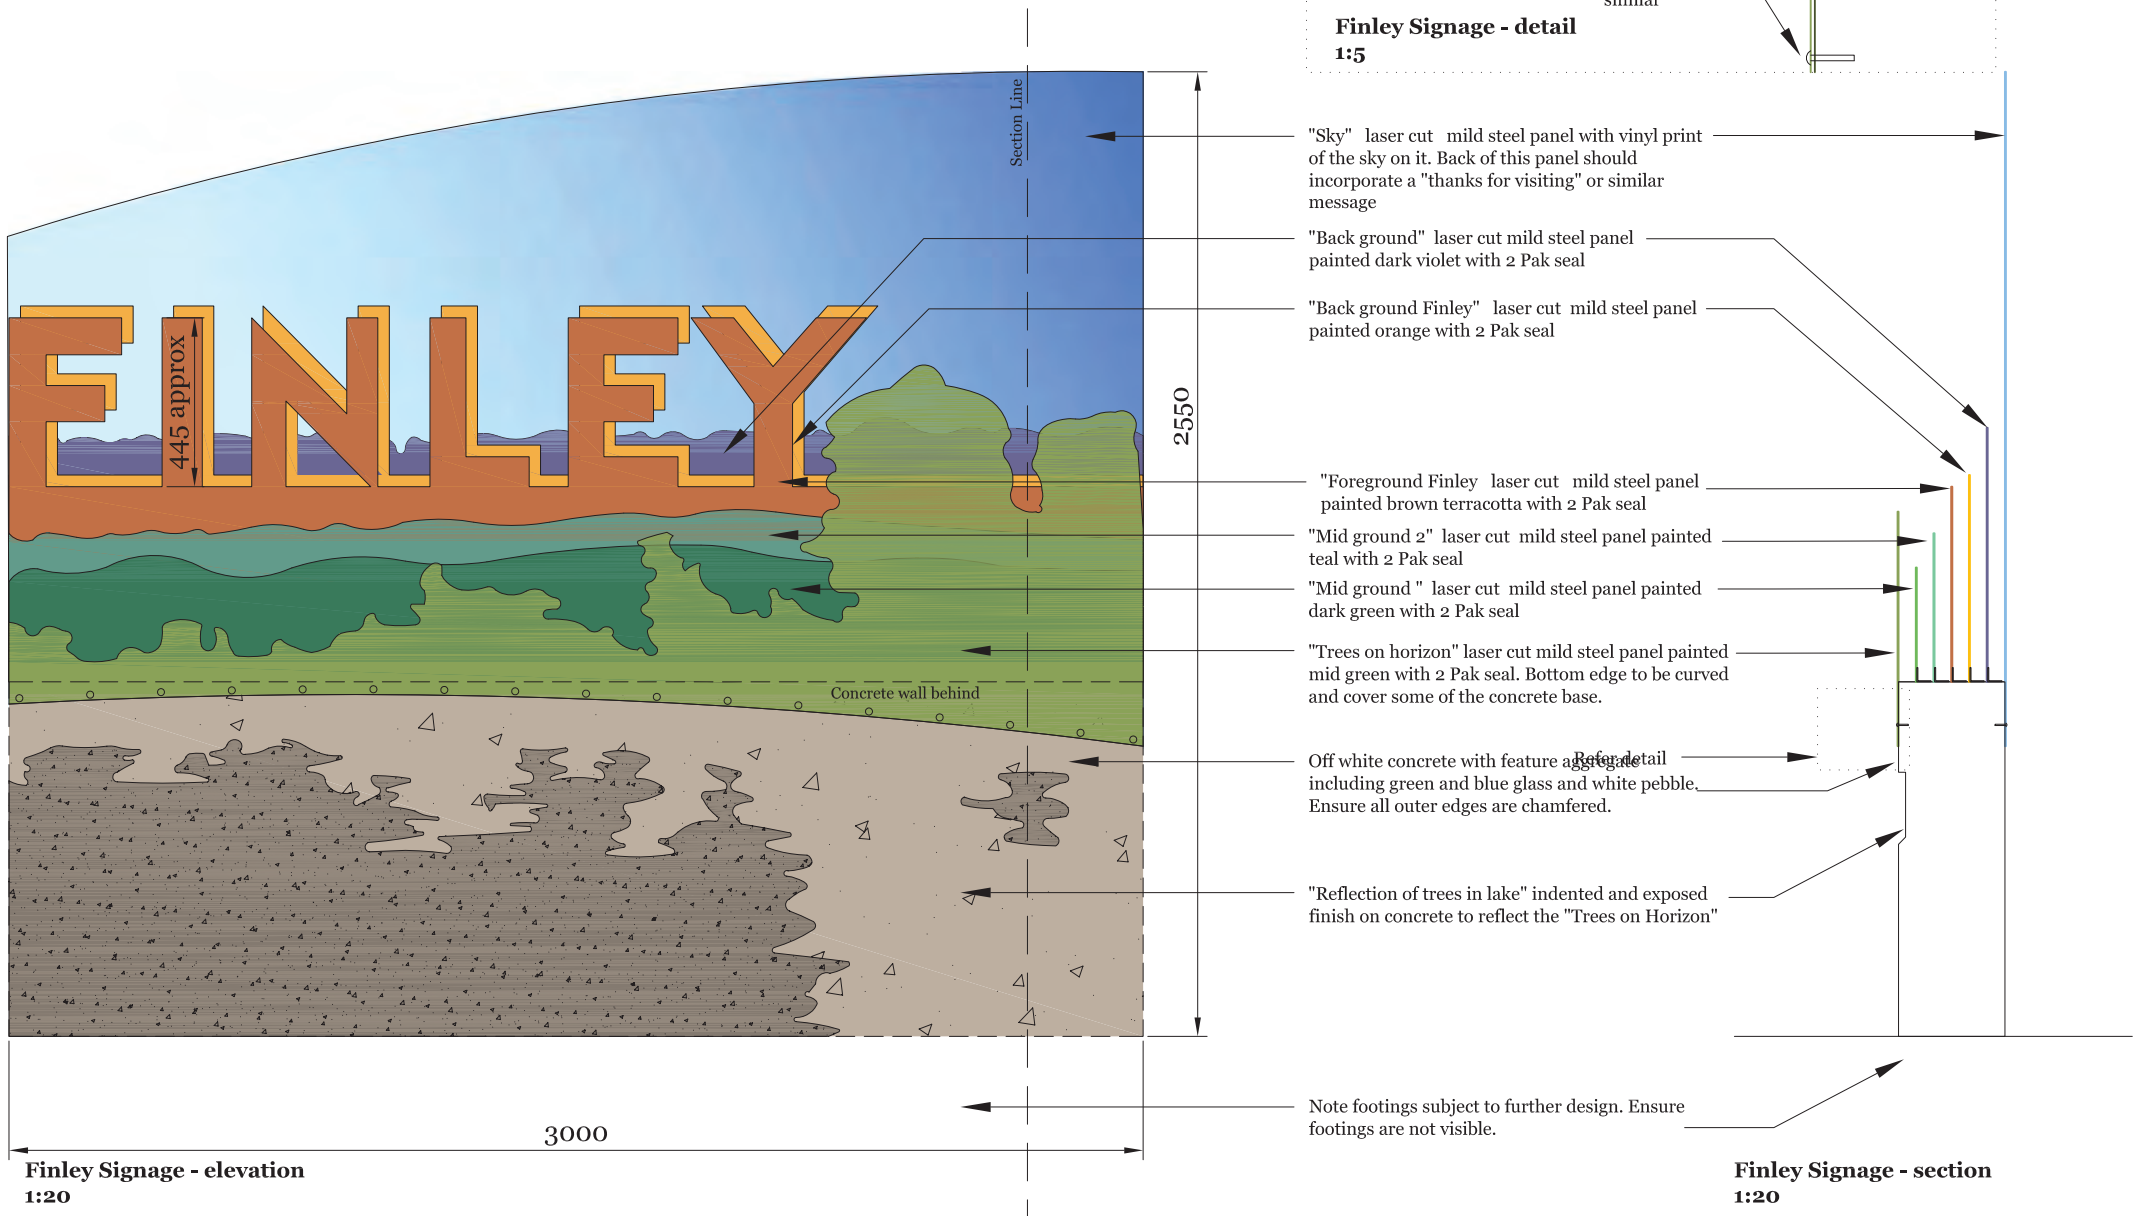 similar
Finley Signage - detail
1:5
Section Line
"Sky" laser cut mild steel panel with vinyl print
of the sky on it. Back of this panel should
incorporate a "thanks for visiting" or similar
message
"Back ground" laser cut mild steel panel
painted dark violet with 2 Pak seal
"Back ground Finley" laser cut mild steel panel
painted orange with 2 Pak seal
FINLEY
445 approx
2550
"Foreground Finley laser cut mild steel panel
painted brown terracotta with 2 Pak seal
"Mid ground 2" laser cut mild steel panel painted
teal with 2 Pak seal
"Mid ground " laser cut mild steel panel painted
dark green with 2 Pak seal
"Trees on horizon" laser cut mild steel panel painted
mid green with 2 Pak seal. Bottom edge to be curved
and cover some of the concrete base.
Concrete wall behind
Off white concrete with feature aggregate
Refer detail
including green and blue glass and white pebble.
Ensure all outer edges are chamfered.
"Reflection of trees in lake" indented and exposed
finish on concrete to reflect the "Trees on Horizon"
Note footings subject to further design. Ensure
footings are not visible.
3000
Finley Signage - elevation
1:20
Finley Signage - section
1:20